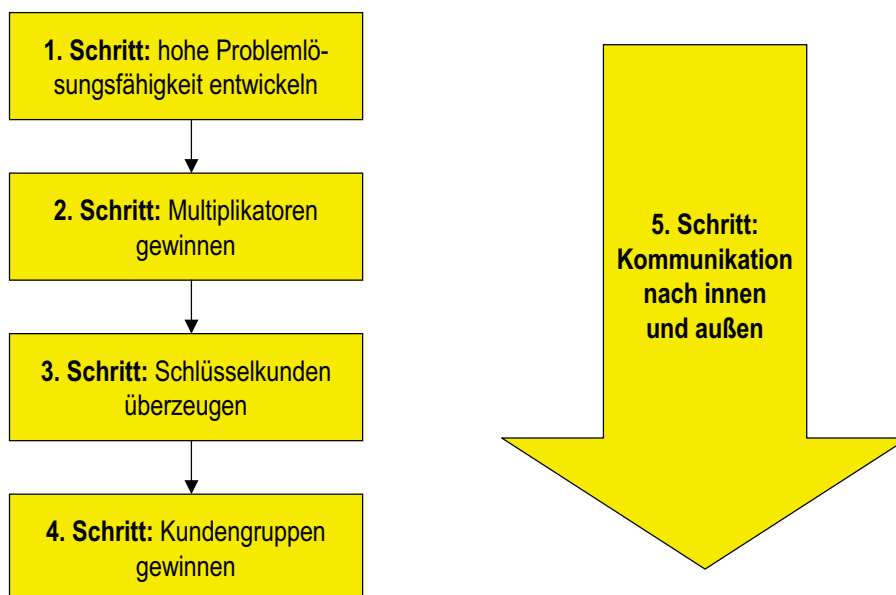 1. Schritt: hohe Problemlö-
sungsfähigkeit entwickeln
2. Schritt: Multiplikatoren
gewinnen
3. Schritt: Schlüsselkunden
überzeugen
4. Schritt: Kundengruppen
gewinnen
5. Schritt:
Kommunikation
nach innen
und außen